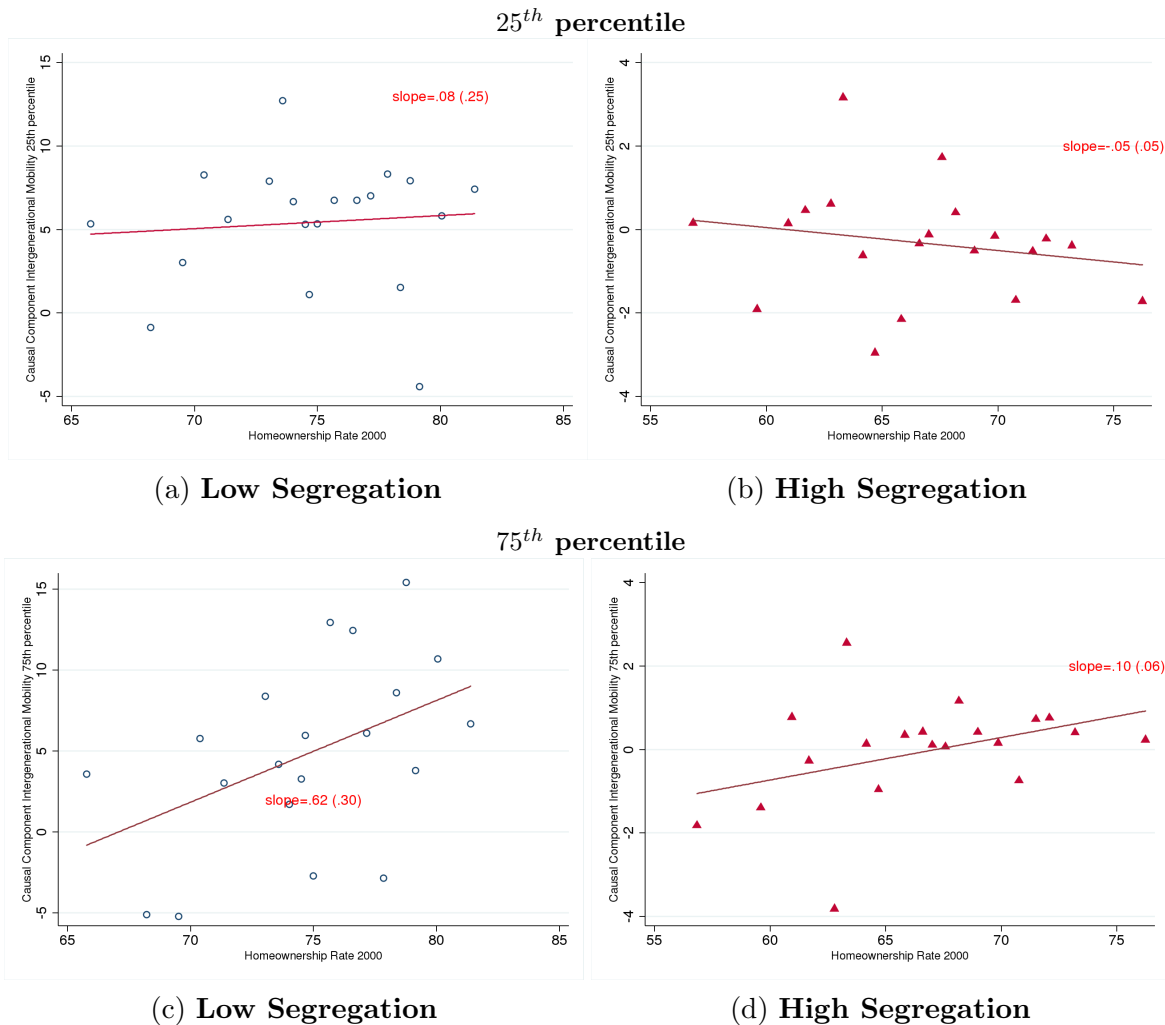 25th percentile
Causal Component Intergenerational Mobility 25th percentile
15
10
5
0
-5
slope=.08 (.25)
65 70 75 80 85
Homeownership Rate 2000
(a) Low Segregation
Causal Component Intergenerational Mobility 25th percentile
4
2
0
-2
-4
slope=-.05 (.05)
55 60 65 70 75
Homeownership Rate 2000
(b) High Segregation
75th percentile
Causal Component Intergenerational Mobility 75th percentile
15
10
5
0
-5
slope=.62 (.30)
65 70 75 80 85
Homeownership Rate 2000
(c) Low Segregation
Causal Component Intergenerational Mobility 75th percentile
4
2
0
-2
-4
slope=.10 (.06)
55 60 65 70 75
Homeownership Rate 2000
(d) High Segregation